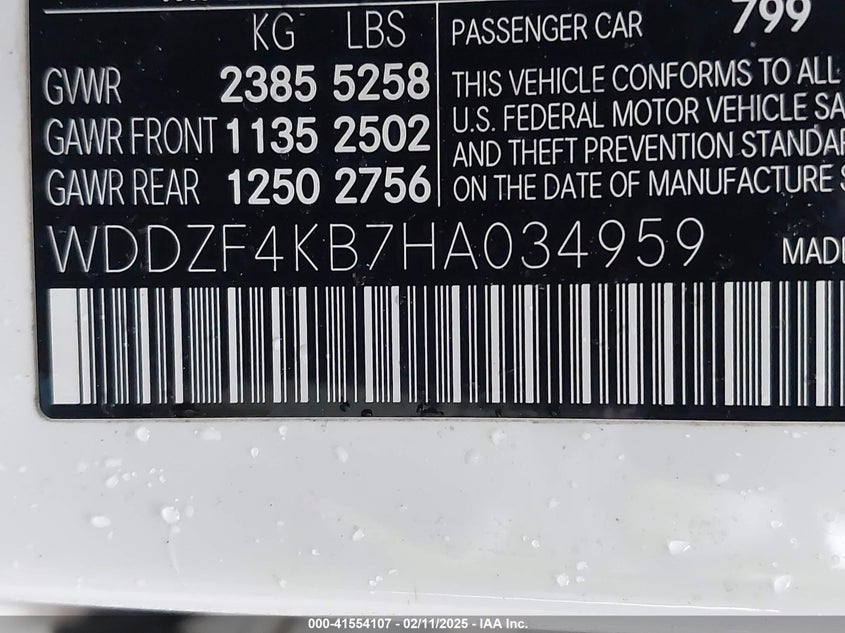 KG LBS
GVWR 2385 5258
GAWR FRONT 1135 2502
GAWR REAR 1250 2756
PASSENGER CAR 799
THIS VEHICLE CONFORMS TO ALL
U.S. FEDERAL MOTOR VEHICLE SA
AND THEFT PREVENTION STANDAR
ON THE DATE OF MANUFACTURE S
WDDZF4KB7HA034959
MADE
000-41554107 - 02/11/2025 - IAA Inc.